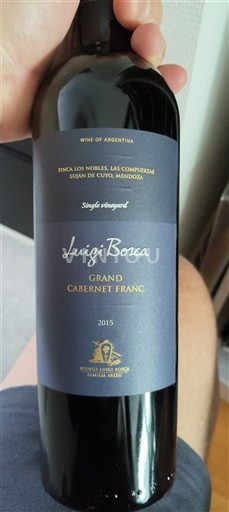 WINE OF ARGENTINA
FINCA LOS NOBLES, LAS COMPUERTAS
LUJÁN DE CUYO, MENDOZA
Single vineyard
Luigi Bosca
GRAND
CABERNET FRANC
2015
BODEGA LUIGI BOSCA
FAMILIA ARIZU